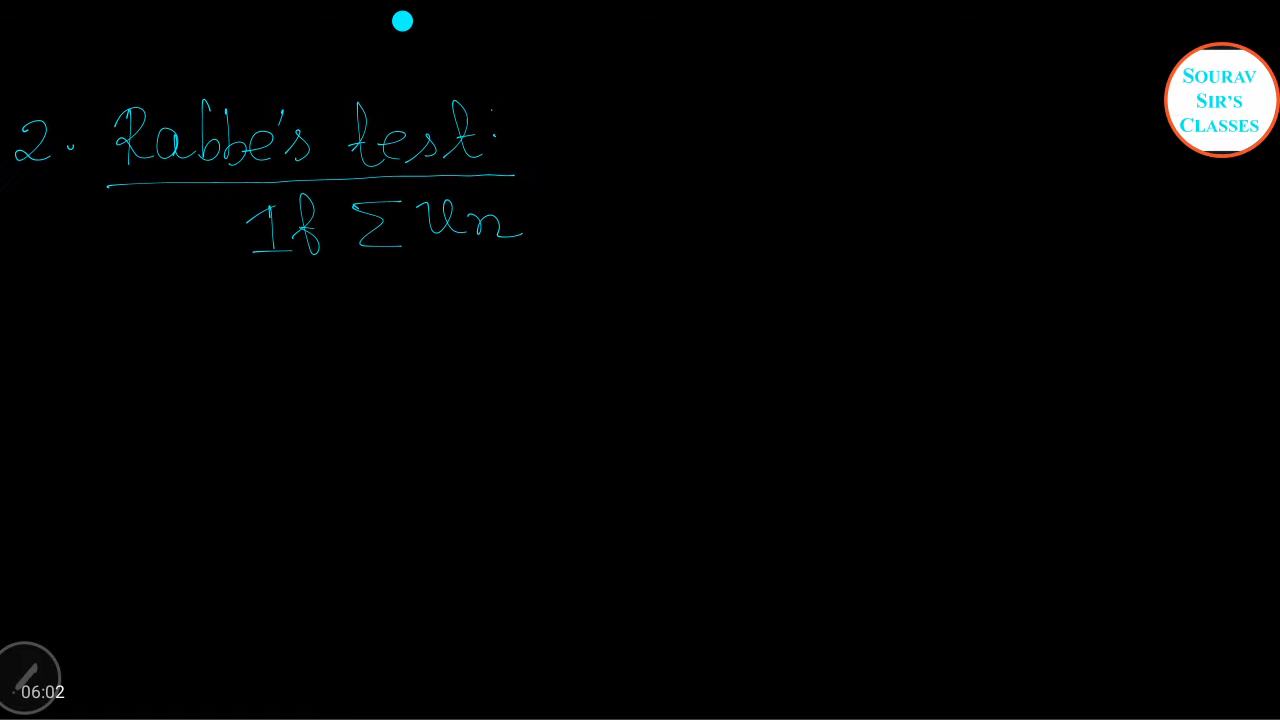 SOURAV
SIR'S
CLASSES
2. Rabbe's test:
If Σ Un
06:02